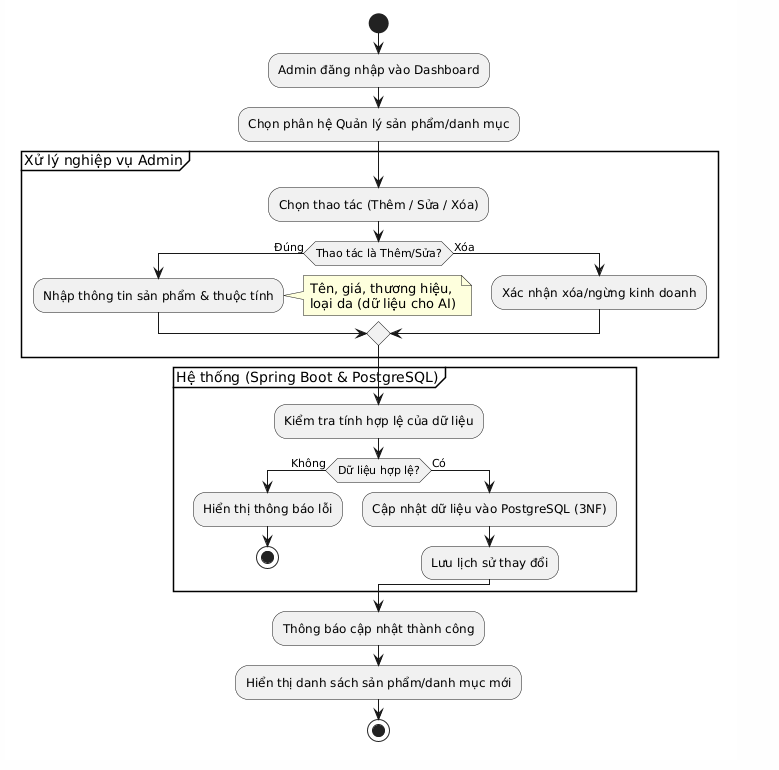 Admin đăng nhập vào Dashboard
Chọn phân hệ Quản lý sản phẩm/danh mục
Xử lý nghiệp vụ Admin
Chọn thao tác (Thêm / Sửa / Xóa)
Đúng
Thao tác là Thêm/Sửa?
Xóa
Nhập thông tin sản phẩm & thuộc tính
Tên, giá, thương hiệu,
loại da (dữ liệu cho AI)
Xác nhận xóa/ngừng kinh doanh
Hệ thống (Spring Boot & PostgreSQL)
Kiểm tra tính hợp lệ của dữ liệu
Không
Dữ liệu hợp lệ?
Có
Hiển thị thông báo lỗi
Cập nhật dữ liệu vào PostgreSQL (3NF)
Lưu lịch sử thay đổi
Thông báo cập nhật thành công
Hiển thị danh sách sản phẩm/danh mục mới